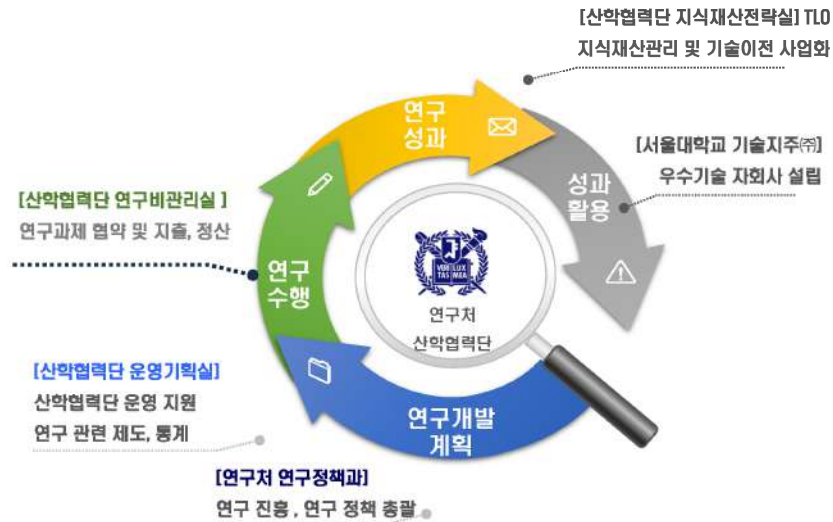 [산학협력단 지식재산전략실] TLO
지식재산관리 및 기술이전 사업화
연구
성과
[서울대학교 기술지주㈜]
우수기술 자회사 설립
성과
활용
[산학협력단 연구비관리실 ]
연구과제 협약 및 지출, 정산
연구
수행
VERI LUX
TAS MEA
연구처
산학협력단
[산학협력단 운영기획실]
산학협력단 운영 지원
연구 관련 제도, 통계
연구개발
계획
[연구처 연구정책과]
연구 진흥 , 연구 정책 총괄